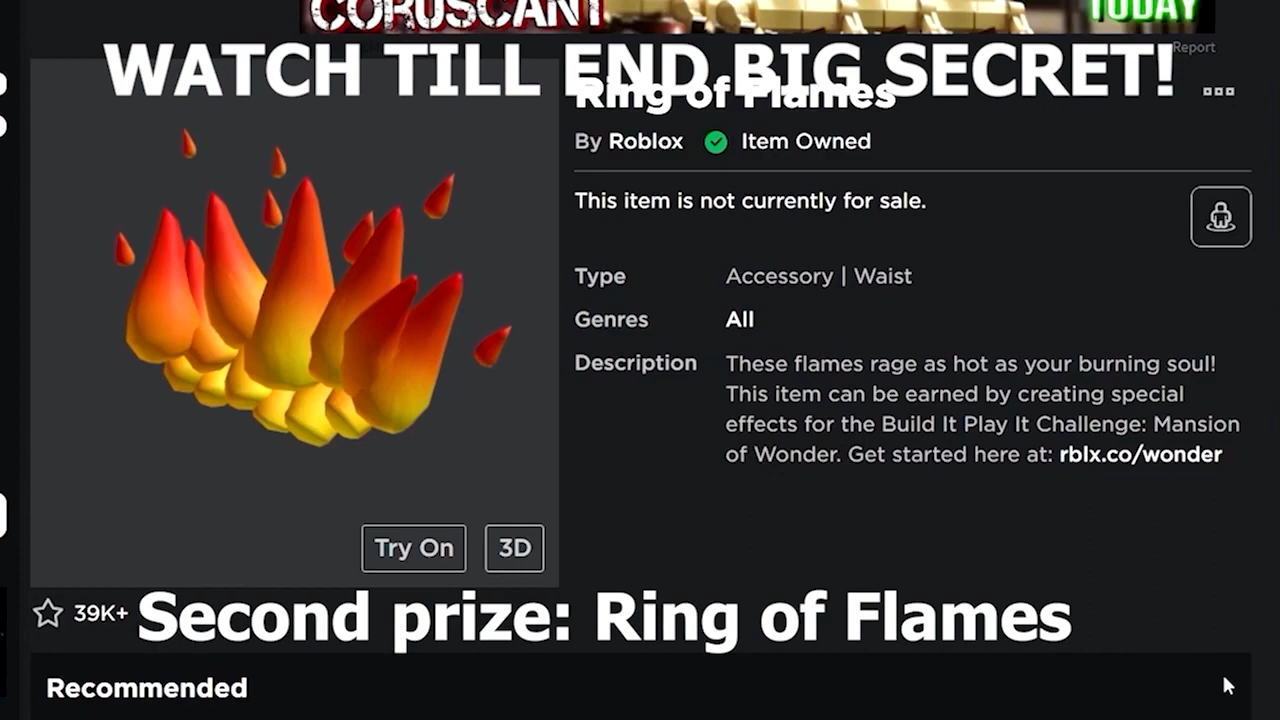 CORUSCANT
TODAY
Report
WATCH TILL END BIG SECRET!
Ring of Flames
By Roblox Item Owned
This item is not currently for sale.
Type Accessory | Waist
Genres All
Description These flames rage as hot as your burning soul!
This item can be earned by creating special
effects for the Build It Play It Challenge: Mansion
of Wonder. Get started here at: rblx.co/wonder
Try On 3D
39K+ Second prize: Ring of Flames
Recommended